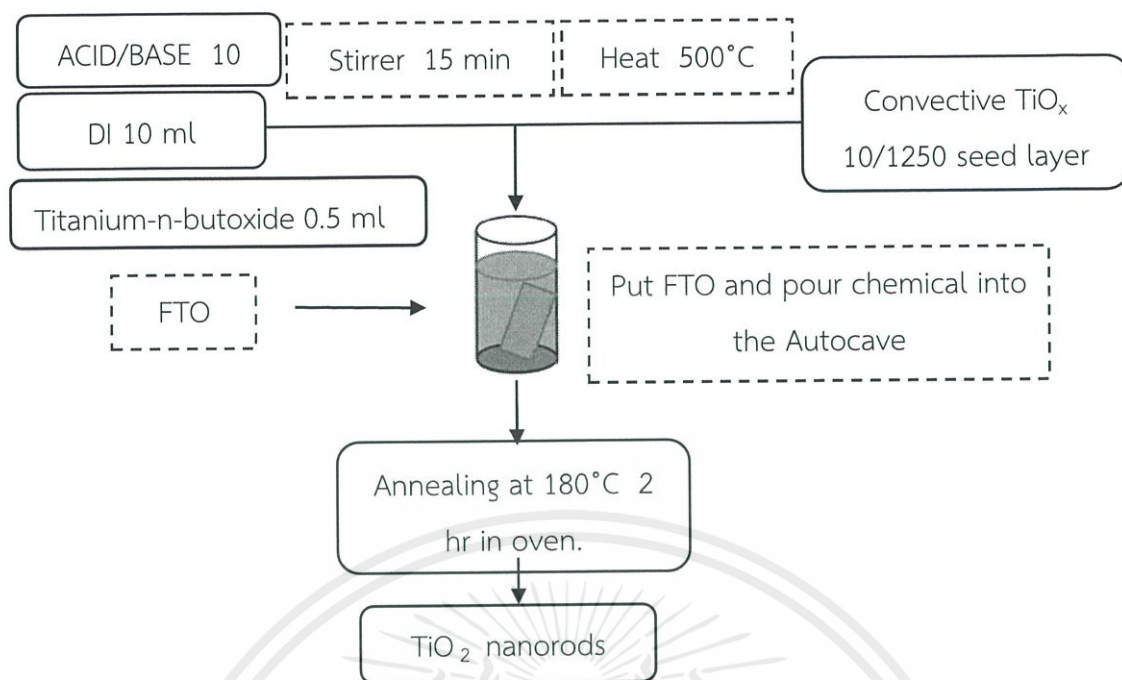 ACID/BASE 10
Stirrer 15 min
Heat 500°C
DI 10 ml
Convective TiOₓ
10/1250 seed layer
Titanium-n-butoxide 0.5 ml
FTO
Put FTO and pour chemical into
the Autocave
Annealing at 180°C 2
hr in oven.
TiO₂ nanorods